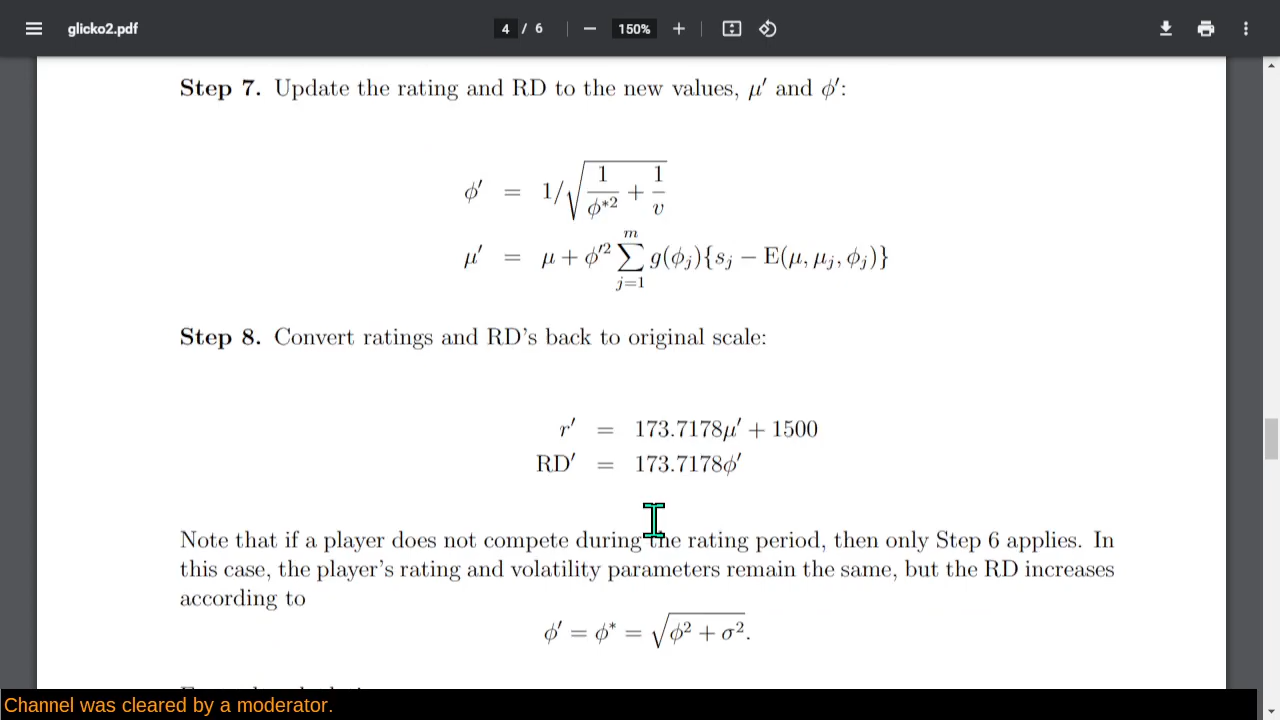 glicko2.pdf
4 / 6
150%
Step 7. Update the rating and RD to the new values, μ′ and ϕ′:
ϕ′ = 1/√(1/ϕ*² + 1/v)
μ′ = μ + ϕ′² ∑_{j=1}^{m} g(ϕ_j){s_j − E(μ, μ_j, ϕ_j)}
Step 8. Convert ratings and RD’s back to original scale:
r′ = 173.7178μ′ + 1500
RD′ = 173.7178ϕ′
Note that if a player does not compete during the rating period, then only Step 6 applies. In
this case, the player’s rating and volatility parameters remain the same, but the RD increases
according to
ϕ′ = ϕ* = √(ϕ² + σ²).
Channel was cleared by a moderator.